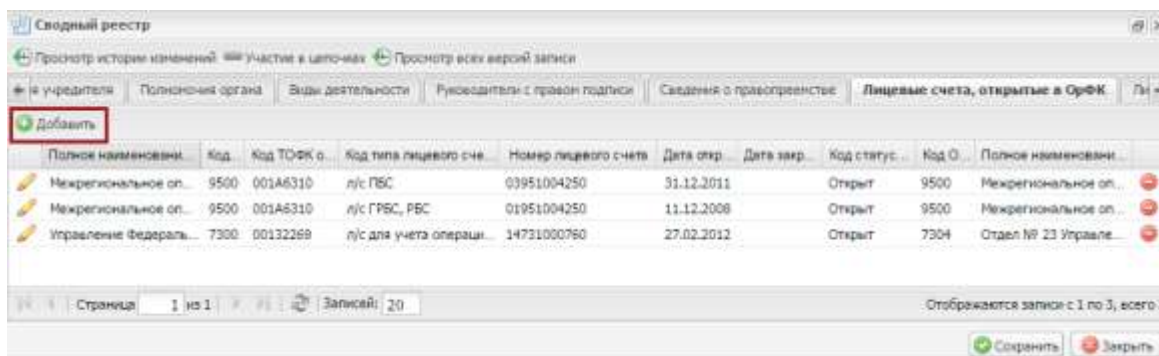 Сводный реестр
Просмотр истории изменений Участие в цепочках Просмотр всех версий записи
я учредителя Полномочия органа Виды деятельности Руководители с правом подписи Сведения о правопреемстве Лицевые счета, открытые в ОрФК
Добавить
Полное наименовани... Код... Код ТОФК о... Код типа лицевого сче... Номер лицевого счета Дата откр... Дата закр... Код статус... Код О... Полное наименовани...
Межрегиональное оп... 9500 001А6310 л/с ПБС 03951004250 31.12.2011 Открыт 9500 Межрегиональное оп...
Межрегиональное оп... 9500 001А6310 л/с ГРБС, РБС 01951004250 11.12.2008 Открыт 9500 Межрегиональное оп...
Управление Федераль... 7300 00132269 л/с для учета операци... 14731000760 27.02.2012 Открыт 7304 Отдел № 23 Управле...
Страница 1 из 1 Записей: 20 Отображаются записи с 1 по 3, всего
Сохранить Закрыть